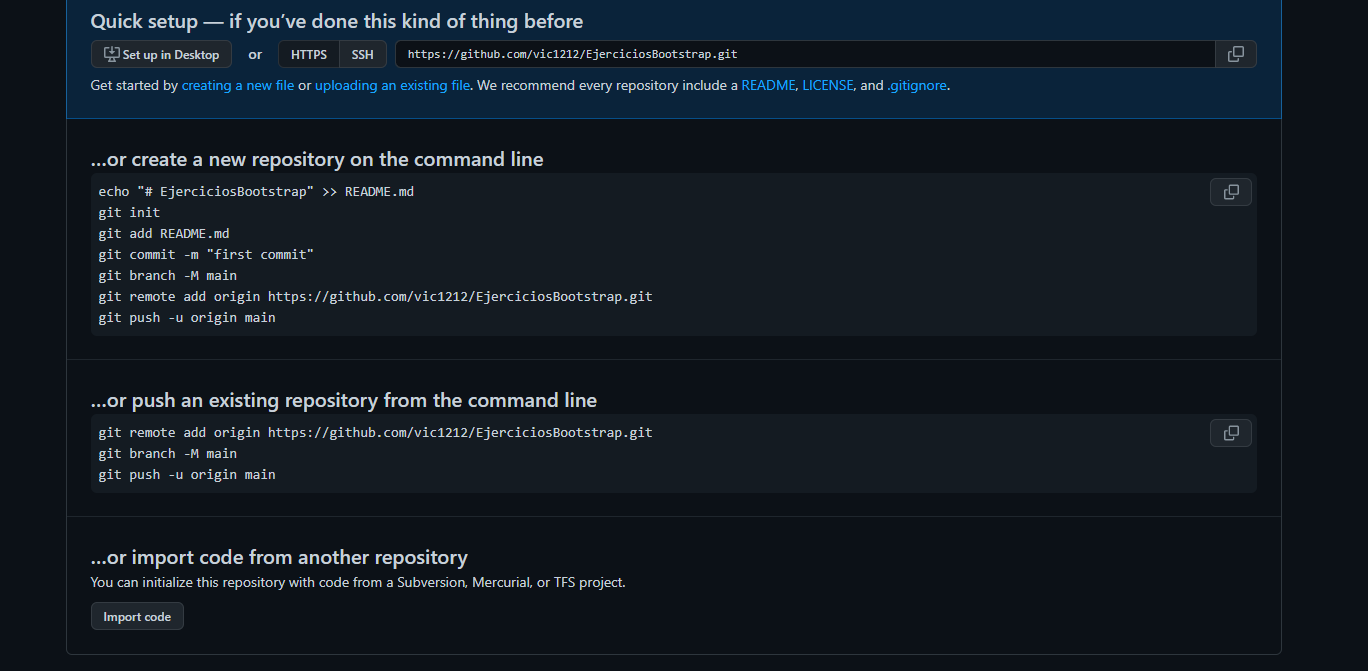 Quick setup — if you’ve done this kind of thing before
Set up in Desktop or HTTPS SSH https://github.com/vic1212/EjerciciosBootstrap.git
Get started by creating a new file or uploading an existing file. We recommend every repository include a README, LICENSE, and .gitignore.
…or create a new repository on the command line
echo "# EjerciciosBootstrap" >> README.md
git init
git add README.md
git commit -m "first commit"
git branch -M main
git remote add origin https://github.com/vic1212/EjerciciosBootstrap.git
git push -u origin main
…or push an existing repository from the command line
git remote add origin https://github.com/vic1212/EjerciciosBootstrap.git
git branch -M main
git push -u origin main
…or import code from another repository
You can initialize this repository with code from a Subversion, Mercurial, or TFS project.
Import code